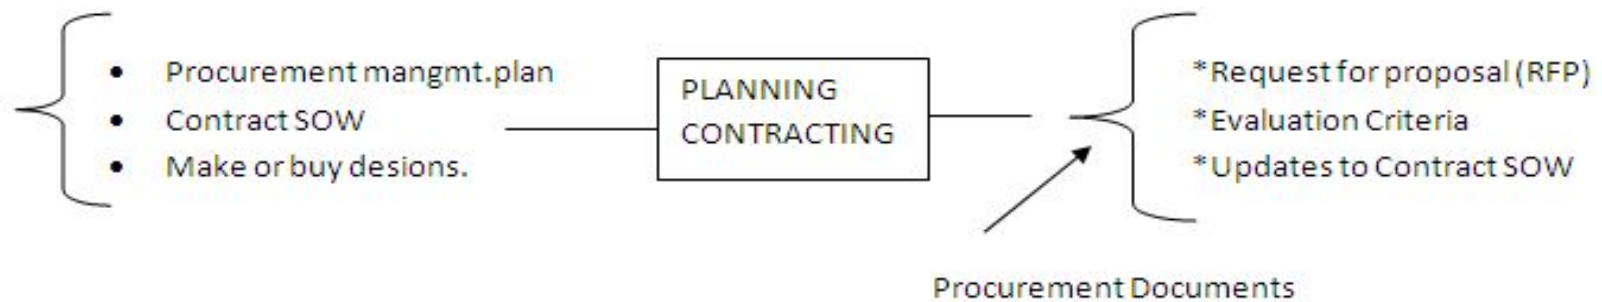 • Procurement mangmt.plan
• Contract SOW
• Make or buy desions.
PLANNING
CONTRACTING
*Request for proposal (RFP)
*Evaluation Criteria
*Updates to Contract SOW
Procurement Documents